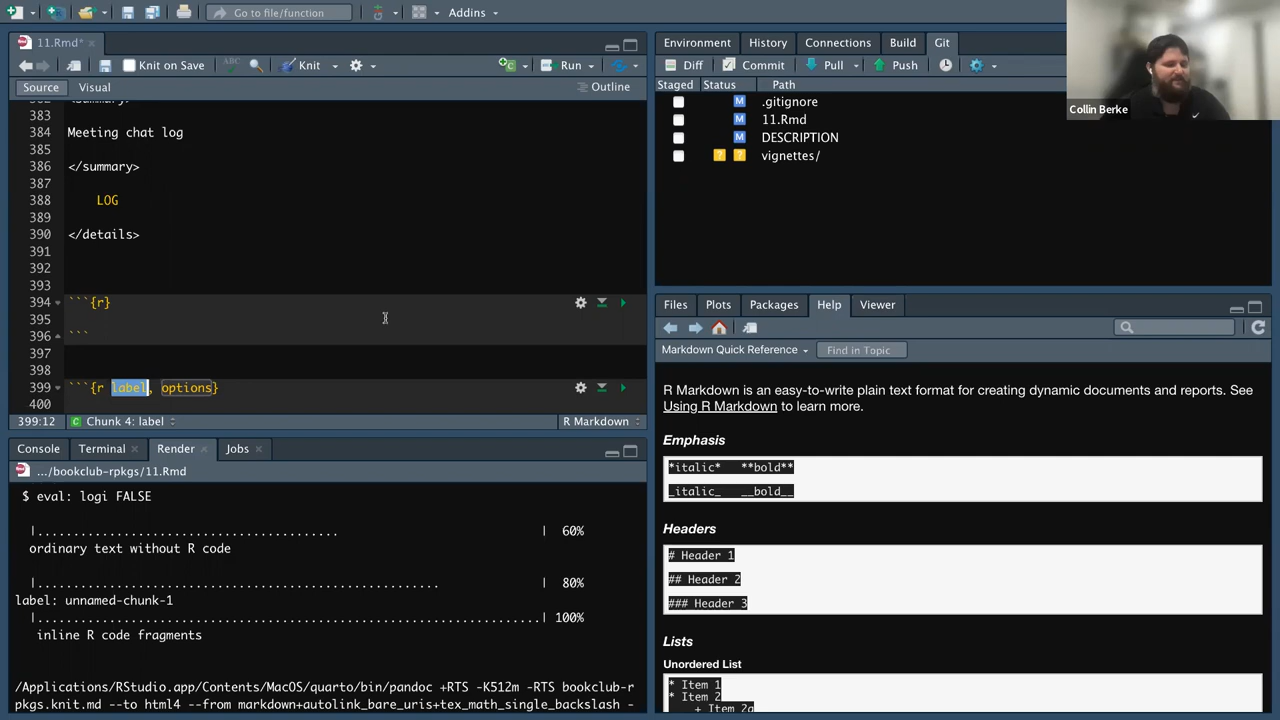 Go to file/function
Addins
11.Rmd*
Knit on Save
ABC
Knit
Run
Source
Visual
Outline
382
<summary>
383
384
Meeting chat log
385
386
</summary>
387
388
LOG
389
390
</details>
391
392
393
394
```{r}
395
396
```
397
398
399
```{r label, options}
400
399:12
Chunk 4: label
R Markdown
Console
Terminal
Render
Jobs
.../bookclub-rpkgs/11.Rmd
$ eval: logi FALSE
|.......................................... | 60%
ordinary text without R code
|........................................................ | 80%
label: unnamed-chunk-1
|......................................................................| 100%
inline R code fragments
/Applications/RStudio.app/Contents/MacOS/quarto/bin/pandoc +RTS -K512m -RTS bookclub-r
pkgs.knit.md --to html4 --from markdown+autolink_bare_uris+tex_math_single_backslash -
Environment
History
Connections
Build
Git
Diff
Commit
Pull
Push
Staged
Status
Path
M
.gitignore
M
11.Rmd
M
DESCRIPTION
? ?
vignettes/
Collin Berke
Files
Plots
Packages
Help
Viewer
Markdown Quick Reference
Find in Topic
R Markdown is an easy-to-write plain text format for creating dynamic documents and reports. See
Using R Markdown to learn more.
Emphasis
*italic* **bold**
_italic_ __bold__
Headers
# Header 1
## Header 2
### Header 3
Lists
Unordered List
* Item 1
* Item 2
+ Item 2a